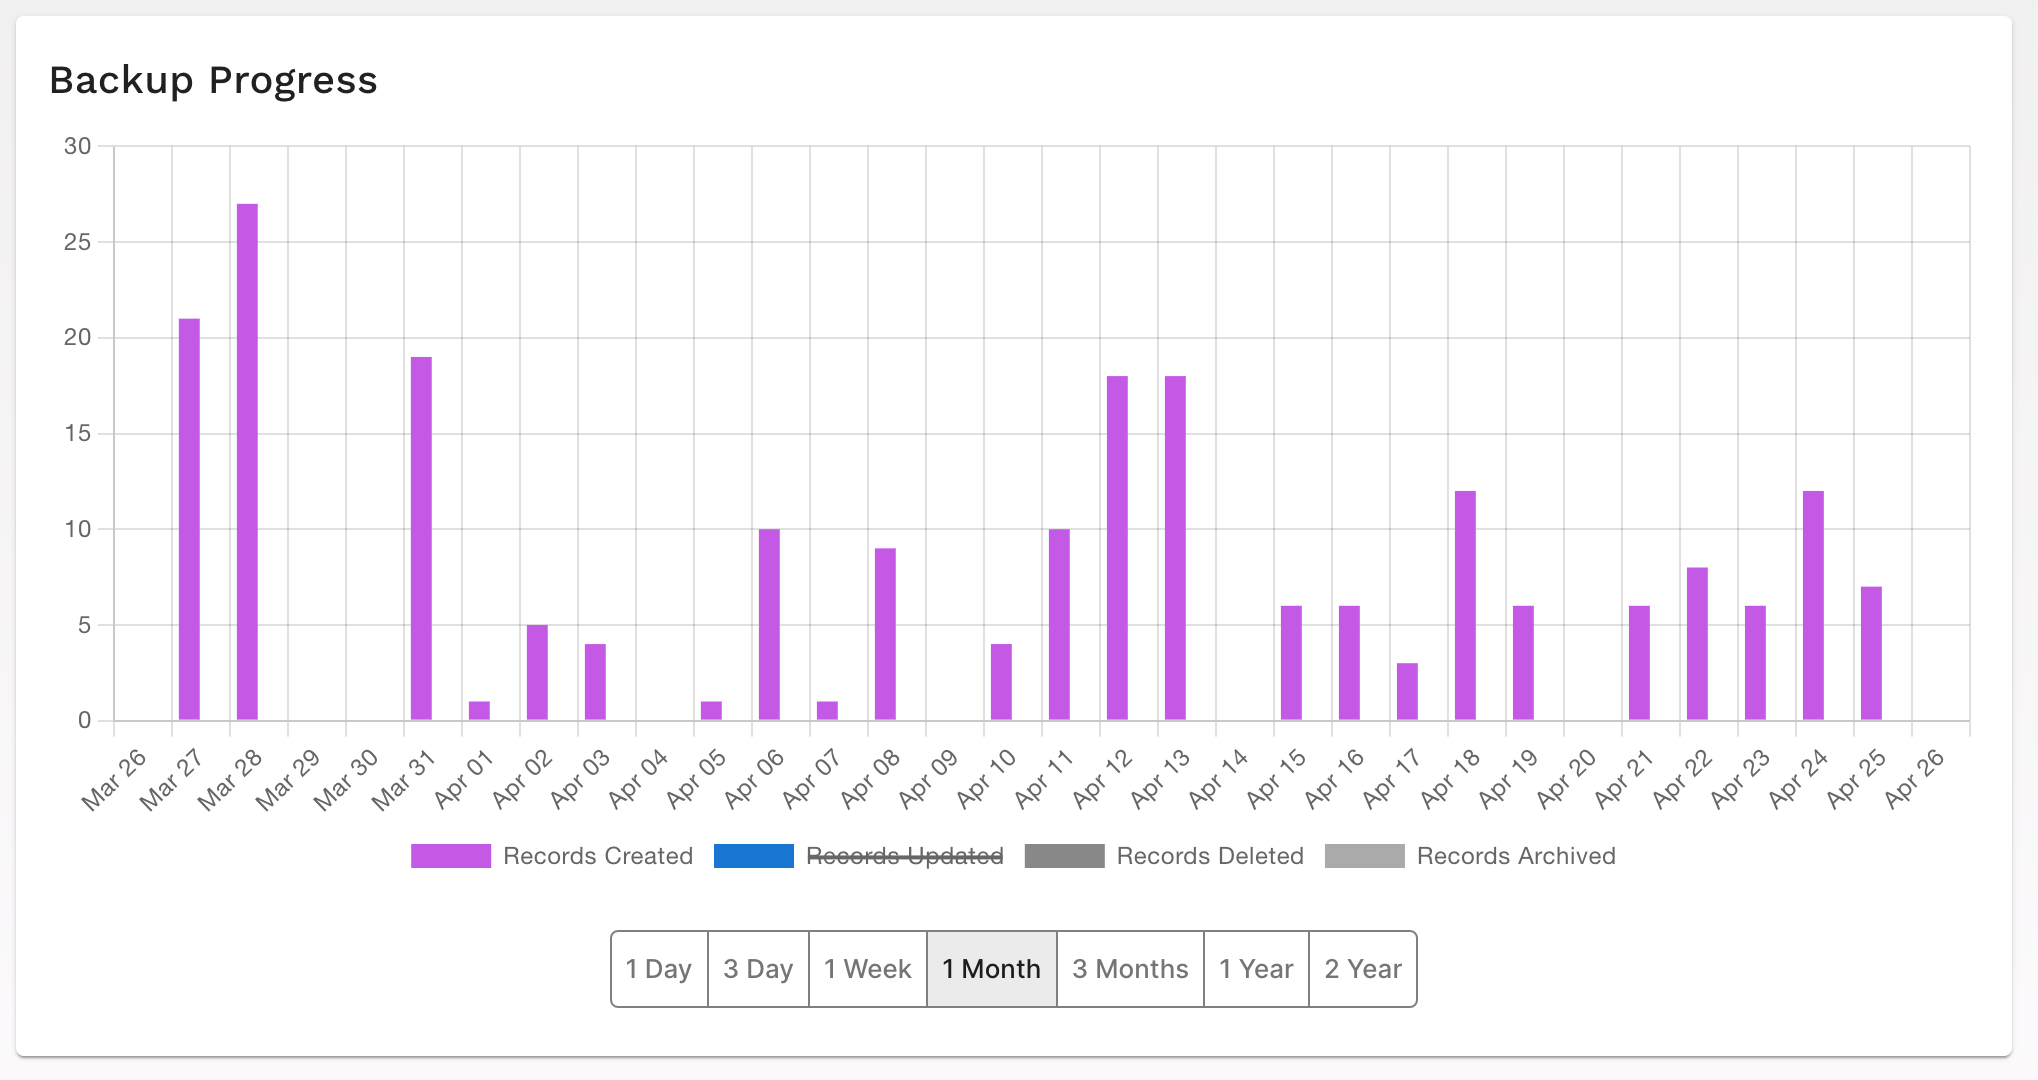 Backup Progress
30
25
20
15
10
5
0
Mar 26 Mar 27 Mar 28 Mar 29 Mar 30 Mar 31 Apr 01 Apr 02 Apr 03 Apr 04 Apr 05 Apr 06 Apr 07 Apr 08 Apr 09 Apr 10 Apr 11 Apr 12 Apr 13 Apr 14 Apr 15 Apr 16 Apr 17 Apr 18 Apr 19 Apr 20 Apr 21 Apr 22 Apr 23 Apr 24 Apr 25 Apr 26
Records Created Records Updated Records Deleted Records Archived
1 Day 3 Day 1 Week 1 Month 3 Months 1 Year 2 Year